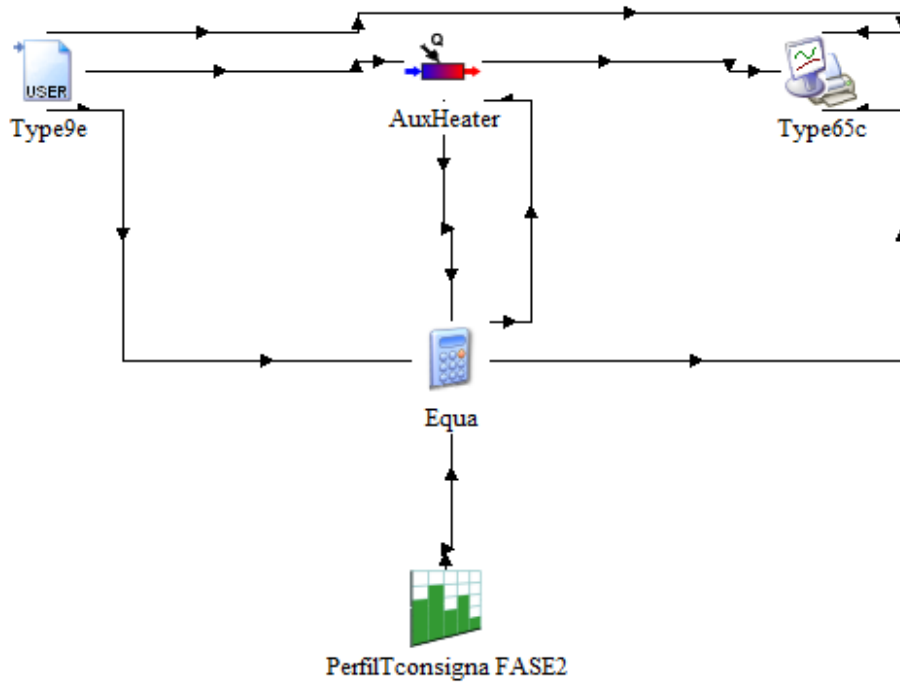 Q
USER
Type9e
AuxHeater
Type65c
Equa
PerfilTconsigna FASE2